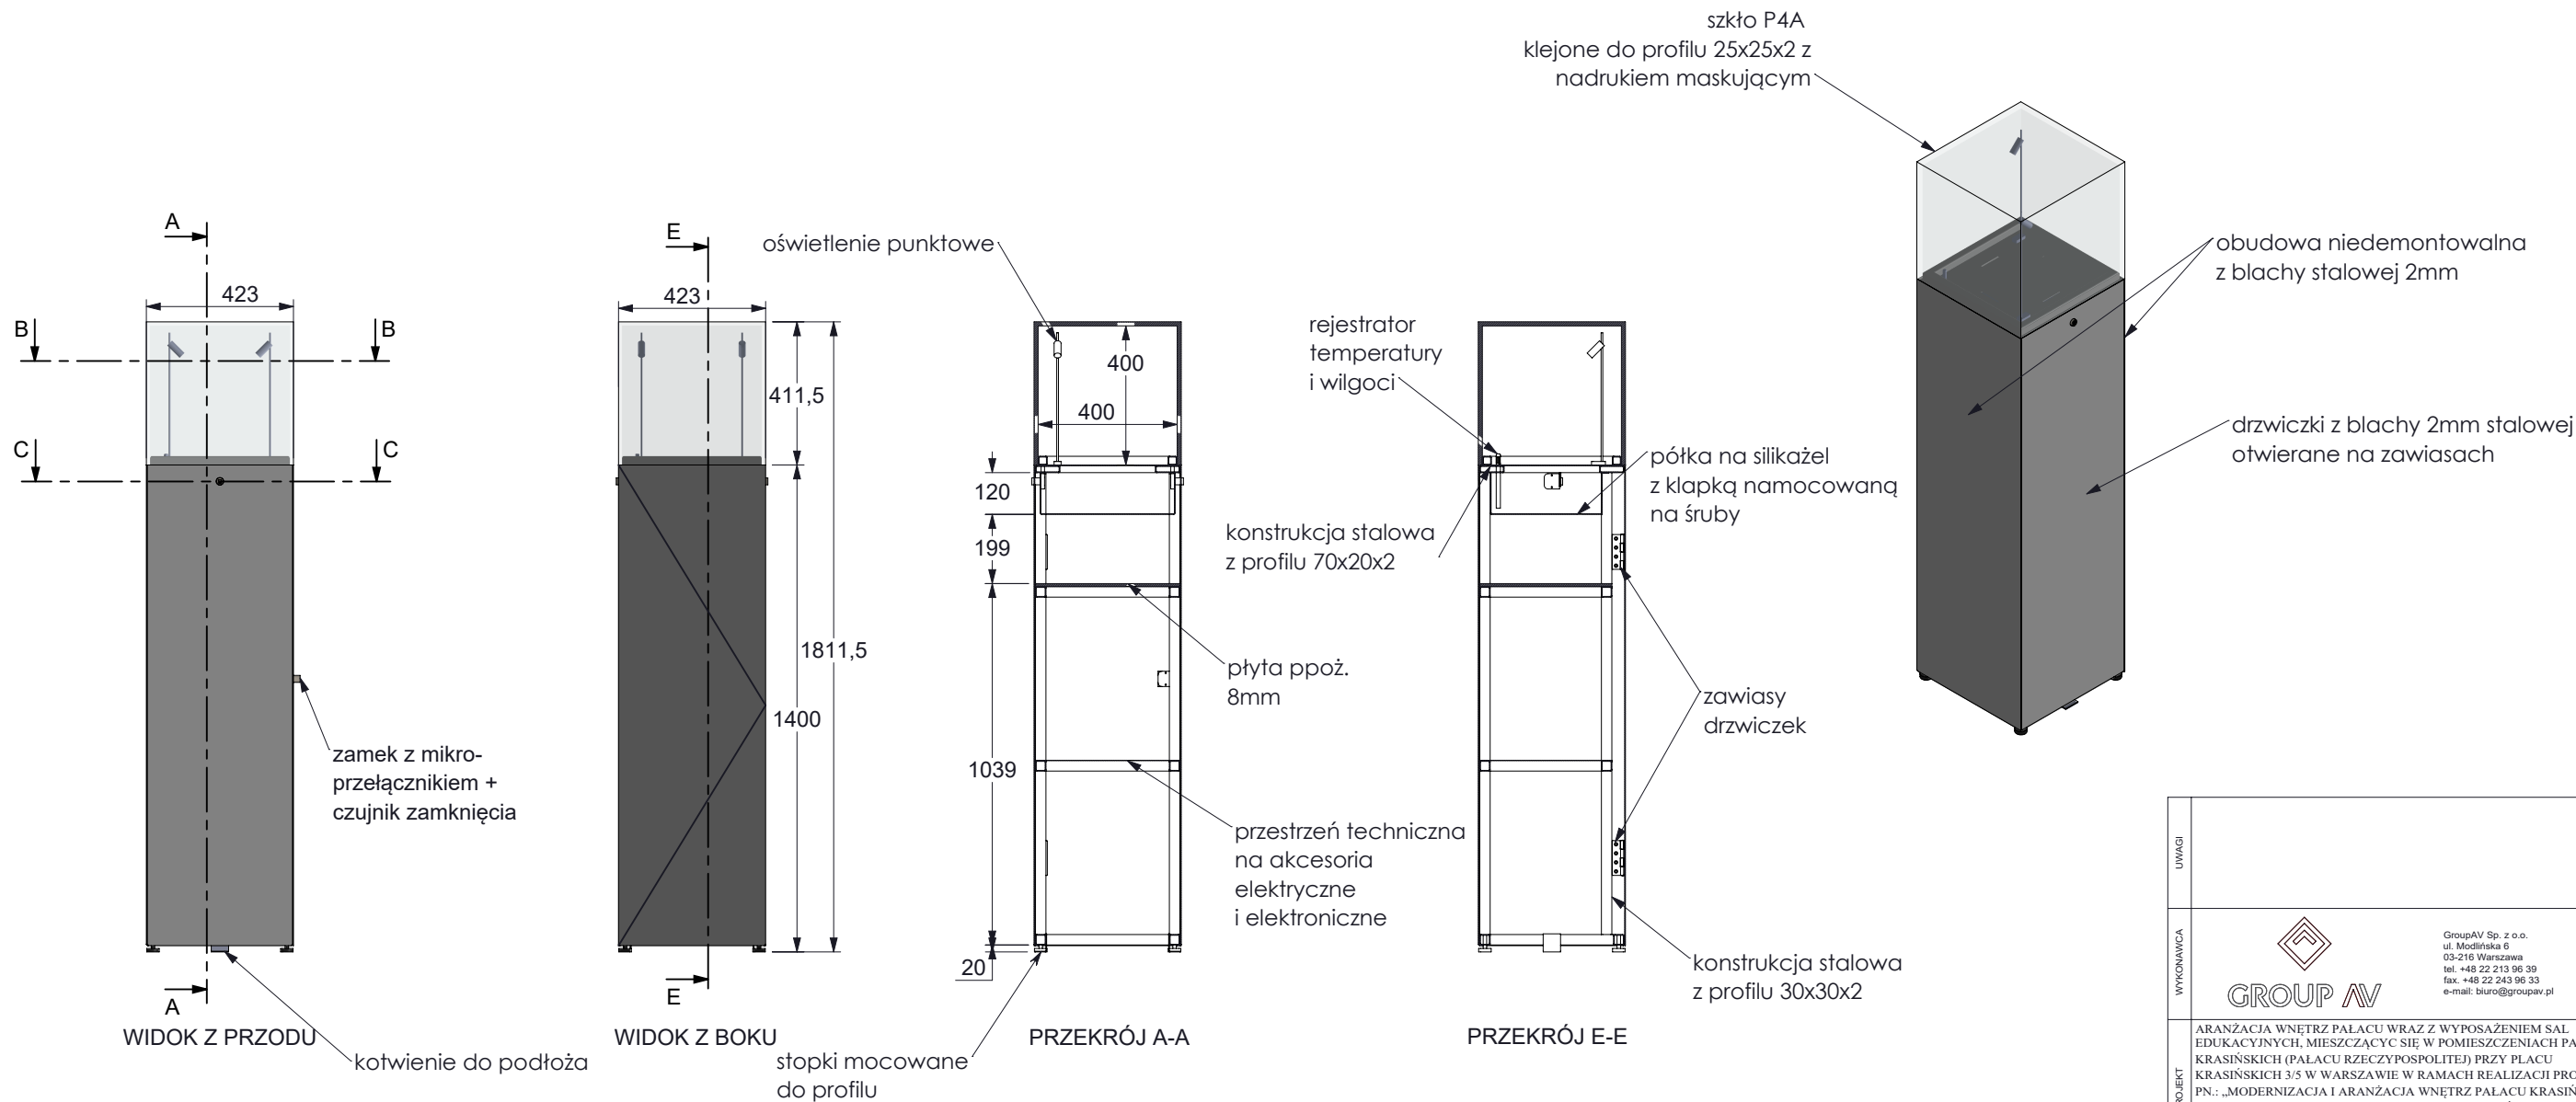 szkło P4A
klejone do profilu 25x25x2 z
nadrukiem maskującym
A
E
oświetlenie punktowe
obudowa niedemontowalna
z blachy stalowej 2mm
423
423
B
B
rejestrator
temperatury
i wilgoci
400
411,5
400
C
C
drzwiczki z blachy 2mm stalowej
otwierane na zawiasach
półka na silikażel
z klapką namocowaną
na śruby
120
konstrukcja stalowa
z profilu 70x20x2
199
1811,5
płyta ppoż.
8mm
zawiasy
drzwiczek
1400
zamek z mikro-
przełącznikiem +
czujnik zamknięcia
1039
przestrzeń techniczna
na akcesoria
elektryczne
i elektroniczne
20
konstrukcja stalowa
z profilu 30x30x2
A
E
WIDOK Z PRZODU
WIDOK Z BOKU
PRZEKRÓJ A-A
PRZEKRÓJ E-E
kotwienie do podłoża
stopki mocowane
do profilu
UWAGI
WYKONAWCA
GROUP AV
GroupAV Sp. z o.o.
ul. Modlińska 6
03-216 Warszawa
tel. +48 22 213 96 39
fax. +48 22 243 96 33
e-mail: biuro@groupav.pl
ARANŻACJA WNĘTRZ PAŁACU WRAZ Z WYPOSAŻENIEM SAL
EDUKACYJNYCH, MIESZCZĄCYC SIĘ W POMIESZCZENIACH PA
KRASIŃSKICH (PAŁACU RZECZYPOSPOLITEJ) PRZY PLACU
KRASIŃSKICH 3/5 W WARSZAWIE W RAMACH REALIZACJI PRO
PN.: „MODERNIZACJA I ARANŻACJA WNĘTRZ PAŁACU KRASIŃ